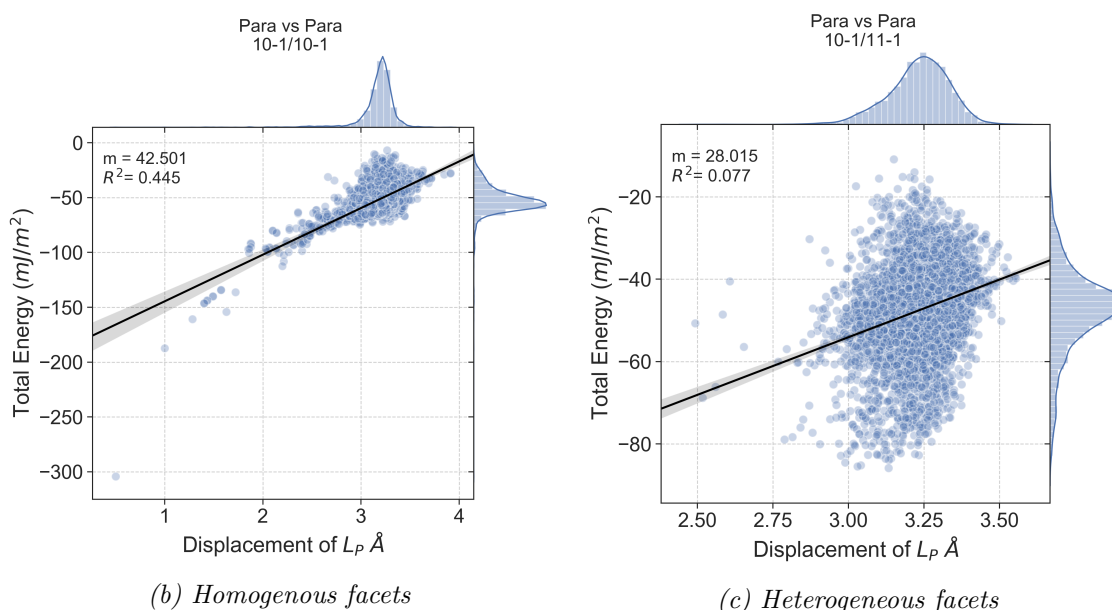 Para vs Para
10-1/10-1
m = 42.501
R²= 0.445
0
−50
−100
−150
−200
−250
−300
Total Energy (mJ/m²)
1 2 3 4
Displacement of L_P Å
(b) Homogenous facets
Para vs Para
10-1/11-1
m = 28.015
R²= 0.077
−20
−40
−60
−80
Total Energy (mJ/m²)
2.50 2.75 3.00 3.25 3.50
Displacement of L_P Å
(c) Heterogeneous facets